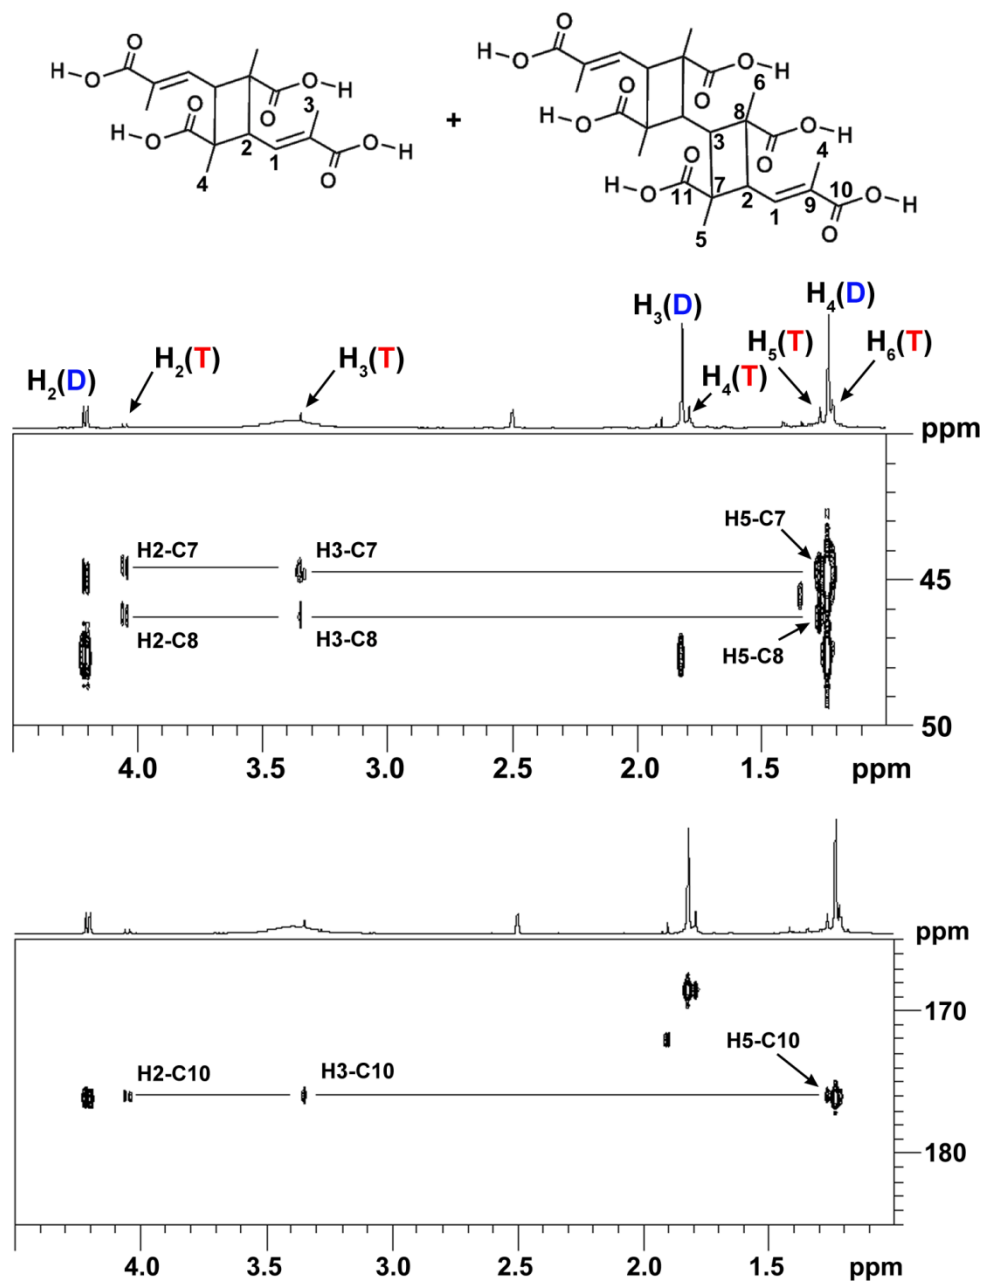 O
H O
O H
O
O
3
H O
O
2
1
O H
4
O
+
O
H O
O H
O
6
O
H O
O
8
O H
O
3
4
O
H O
11
7
2
1
9
10
O H
5
O
H2(D)
H2(T)
H3(T)
H3(D)
H4(T)
H5(T)
H4(D)
H6(T)
ppm
H2-C7
H3-C7
H5-C7
45
H2-C8
H3-C8
H5-C8
50
4.0 3.5 3.0 2.5 2.0 1.5 ppm
ppm
170
H2-C10
H3-C10
H5-C10
180
4.0 3.5 3.0 2.5 2.0 1.5 ppm